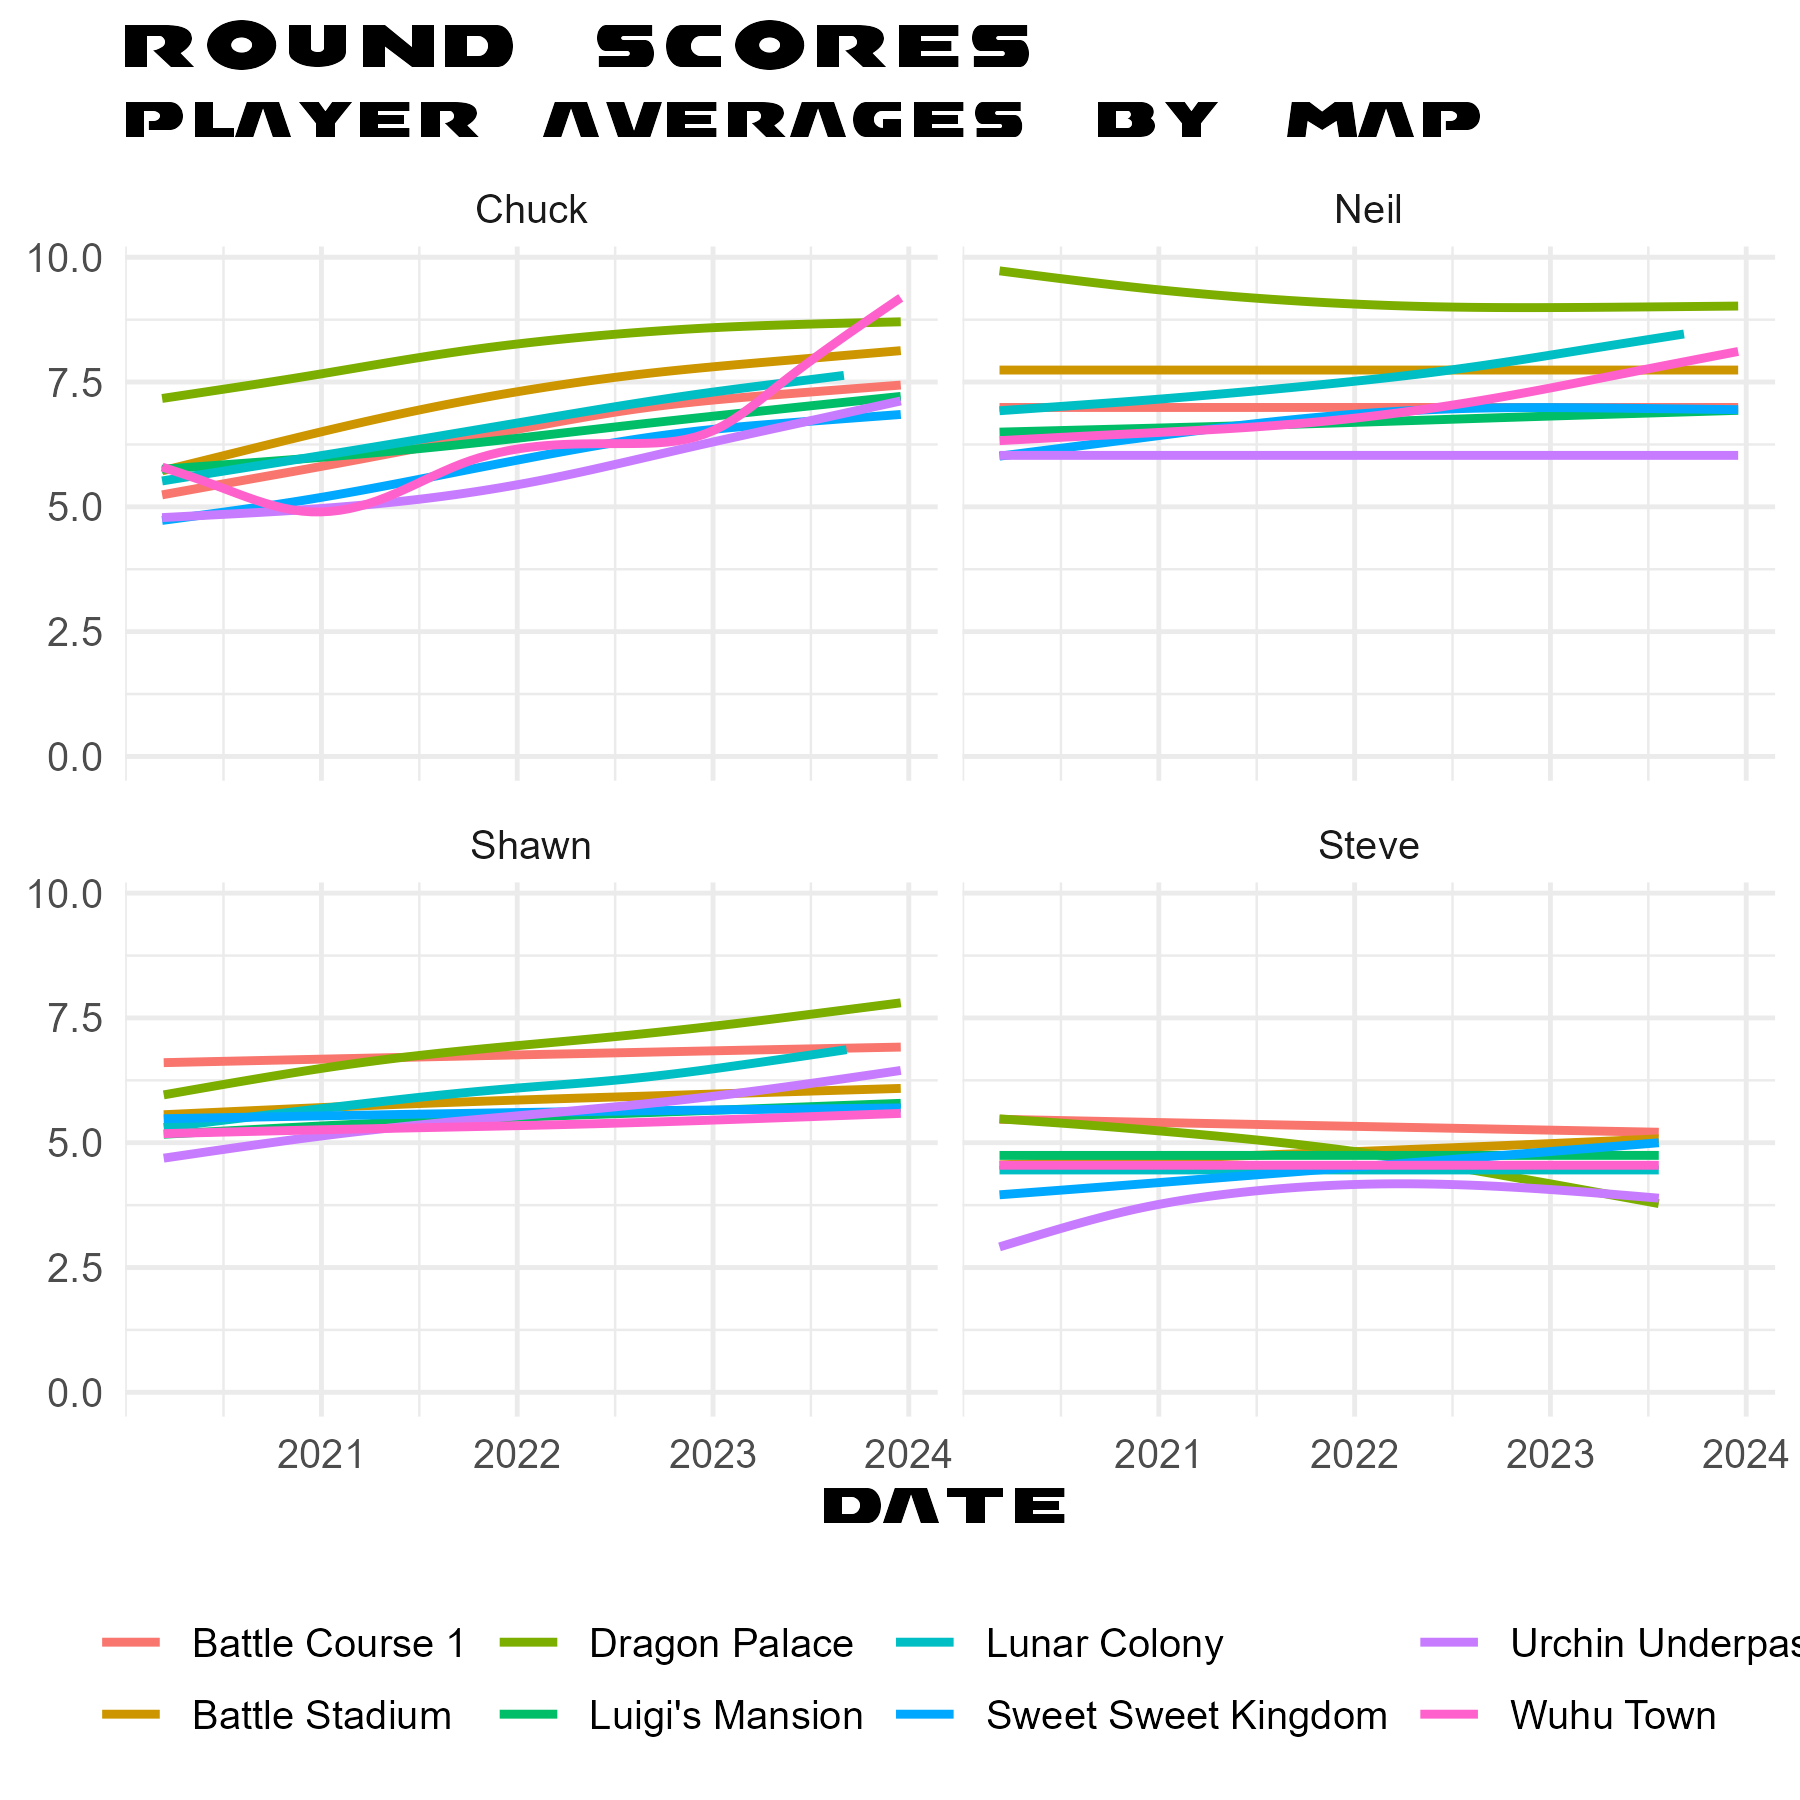 ROUND SCORES
PLAYER AVERAGES BY MAP
Chuck
Neil
10.0
7.5
5.0
2.5
0.0
Shawn
Steve
10.0
7.5
5.0
2.5
0.0
2021 2022 2023 2024
2021 2022 2023 2024
DATE
Battle Course 1
Dragon Palace
Lunar Colony
Urchin Underpas
Battle Stadium
Luigi's Mansion
Sweet Sweet Kingdom
Wuhu Town